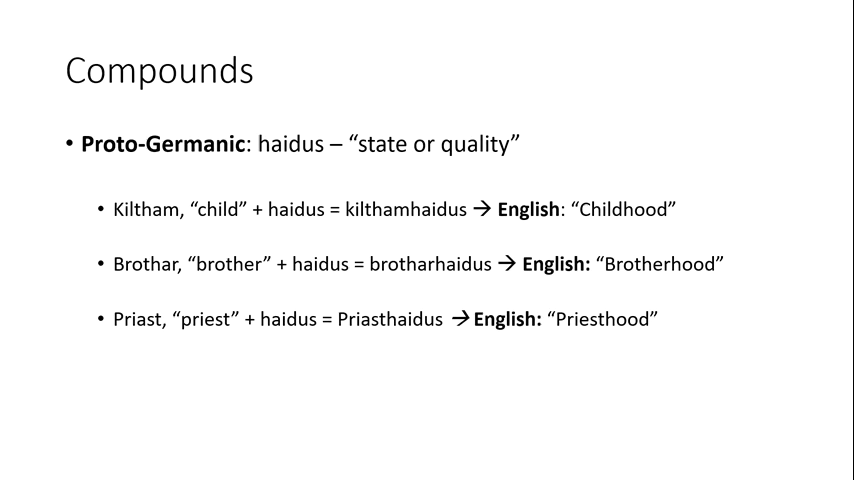 Compounds
• Proto-Germanic: haidus – “state or quality”
• Kiltham, “child” + haidus = kilthamhaidus → English: “Childhood”
• Brothar, “brother” + haidus = brotharhaidus → English: “Brotherhood”
• Priast, “priest” + haidus = Priasthaidus → English: “Priesthood”